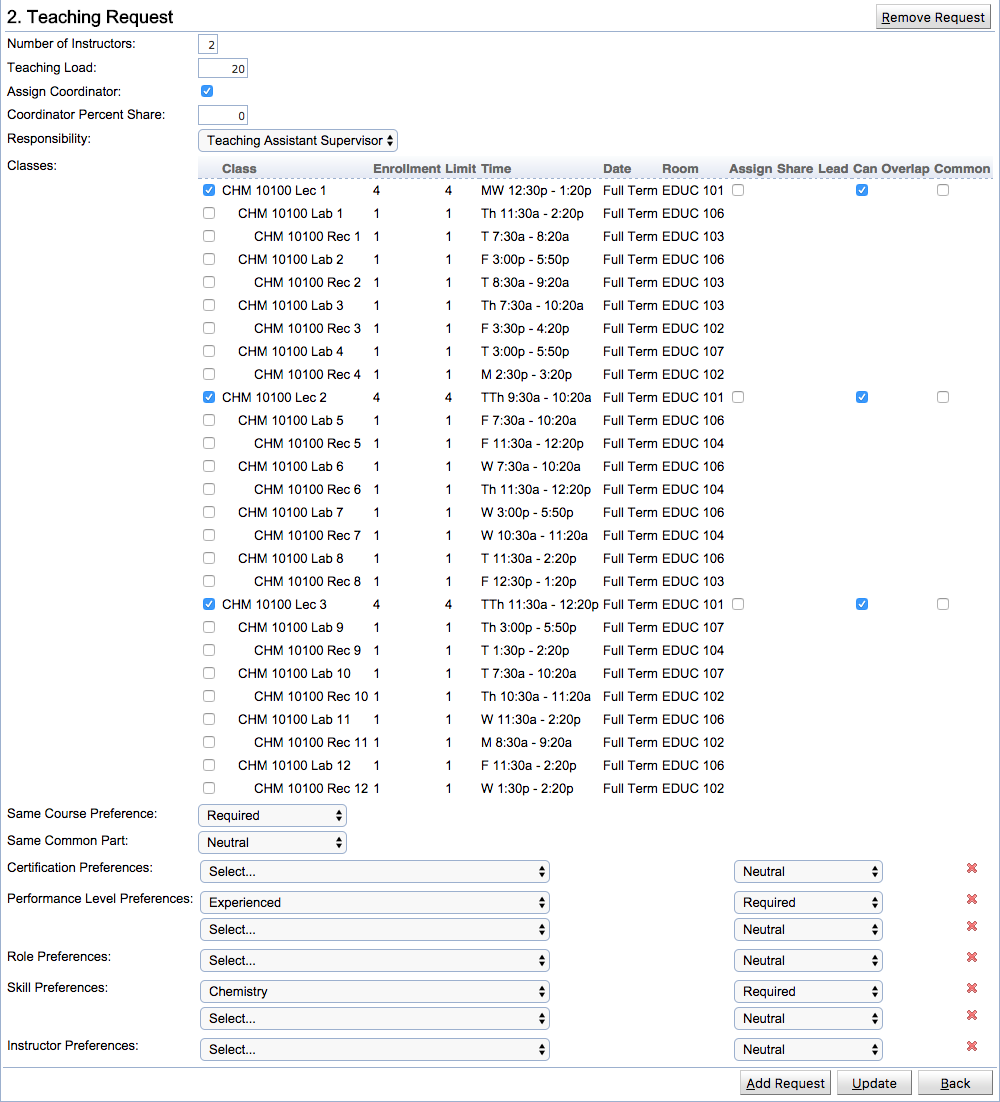 2. Teaching Request Remove Request
Number of Instructors: 2
Teaching Load: 20
Assign Coordinator:
Coordinator Percent Share: 0
Responsibility: Teaching Assistant Supervisor
Classes: Class Enrollment Limit Time Date Room Assign Share Lead Can Overlap Common
CHM 10100 Lec 1 4 4 MW 12:30p - 1:20p Full Term EDUC 101
CHM 10100 Lab 1 1 1 Th 11:30a - 2:20p Full Term EDUC 106
CHM 10100 Rec 1 1 1 T 7:30a - 8:20a Full Term EDUC 103
CHM 10100 Lab 2 1 1 F 3:00p - 5:50p Full Term EDUC 106
CHM 10100 Rec 2 1 1 T 8:30a - 9:20a Full Term EDUC 103
CHM 10100 Lab 3 1 1 Th 7:30a - 10:20a Full Term EDUC 106
CHM 10100 Rec 3 1 1 F 3:30p - 4:20p Full Term EDUC 102
CHM 10100 Lab 4 1 1 T 3:00p - 5:50p Full Term EDUC 107
CHM 10100 Rec 4 1 1 M 2:30p - 3:20p Full Term EDUC 102
CHM 10100 Lec 2 4 4 TTh 9:30a - 10:20a Full Term EDUC 101
CHM 10100 Lab 5 1 1 F 7:30a - 10:20a Full Term EDUC 106
CHM 10100 Rec 5 1 1 F 11:30a - 12:20p Full Term EDUC 104
CHM 10100 Lab 6 1 1 W 7:30a - 10:20a Full Term EDUC 106
CHM 10100 Rec 6 1 1 Th 11:30a - 12:20p Full Term EDUC 104
CHM 10100 Lab 7 1 1 W 3:00p - 5:50p Full Term EDUC 106
CHM 10100 Rec 7 1 1 W 10:30a - 11:20a Full Term EDUC 104
CHM 10100 Lab 8 1 1 T 11:30a - 2:20p Full Term EDUC 106
CHM 10100 Rec 8 1 1 F 12:30p - 1:20p Full Term EDUC 103
CHM 10100 Lec 3 4 4 TTh 11:30a - 12:20p Full Term EDUC 101
CHM 10100 Lab 9 1 1 Th 3:00p - 5:50p Full Term EDUC 107
CHM 10100 Rec 9 1 1 T 1:30p - 2:20p Full Term EDUC 104
CHM 10100 Lab 10 1 1 T 7:30a - 10:20a Full Term EDUC 107
CHM 10100 Rec 10 1 1 Th 10:30a - 11:20a Full Term EDUC 102
CHM 10100 Lab 11 1 1 W 11:30a - 2:20p Full Term EDUC 106
CHM 10100 Rec 11 1 1 M 8:30a - 9:20a Full Term EDUC 102
CHM 10100 Lab 12 1 1 F 11:30a - 2:20p Full Term EDUC 106
CHM 10100 Rec 12 1 1 W 1:30p - 2:20p Full Term EDUC 102
Same Course Preference: Required
Same Common Part: Neutral
Certification Preferences: Select... Neutral
Performance Level Preferences: Experienced Required
Select... Neutral
Role Preferences: Select... Neutral
Skill Preferences: Chemistry Required
Select... Neutral
Instructor Preferences: Select... Neutral
Add Request Update Back